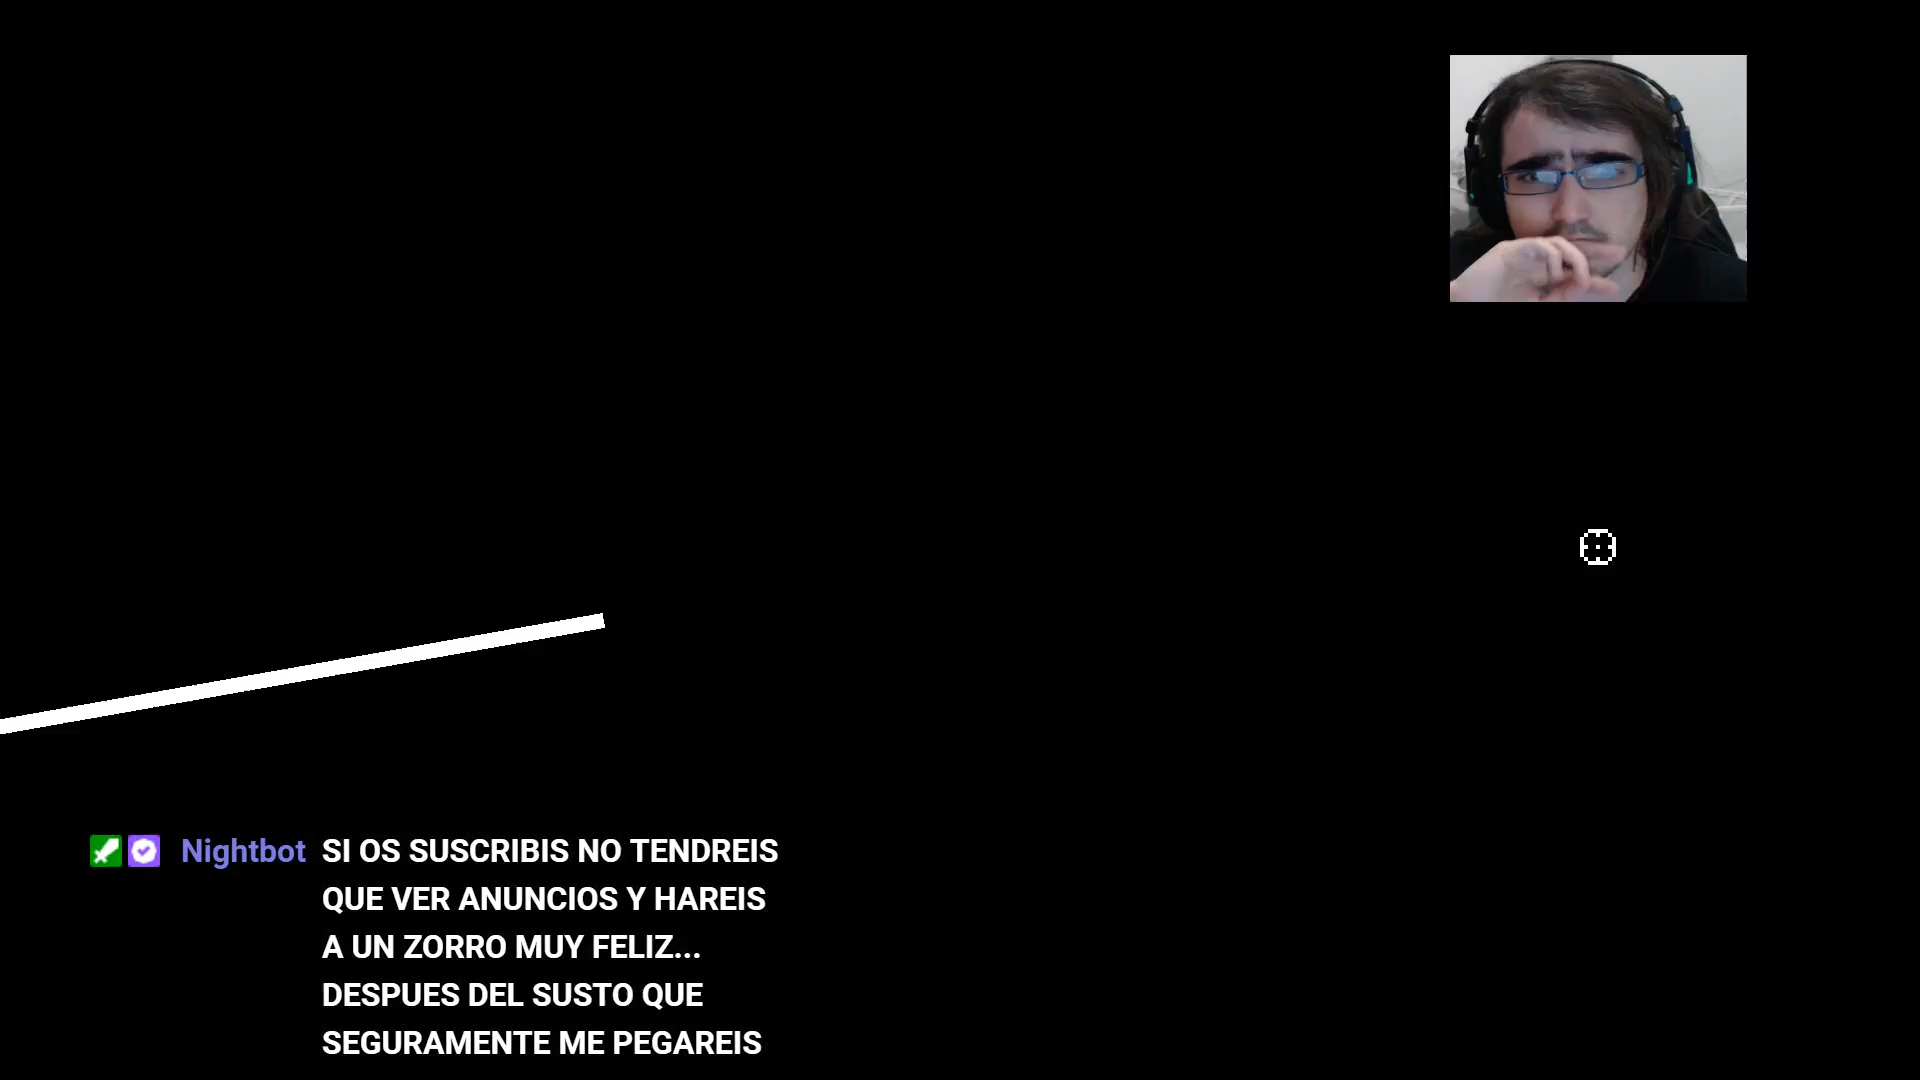 Nightbot SI OS SUSCRIBIS NO TENDREIS
QUE VER ANUNCIOS Y HAREIS
A UN ZORRO MUY FELIZ...
DESPUES DEL SUSTO QUE
SEGURAMENTE ME PEGAREIS